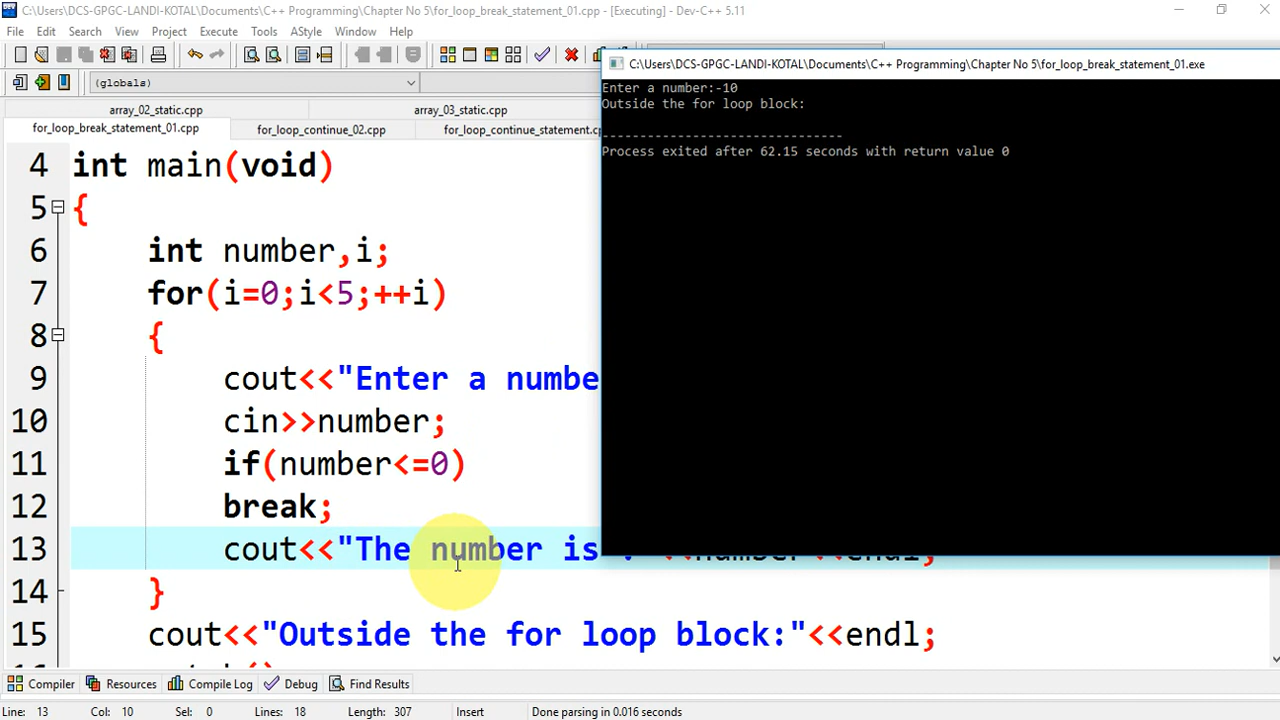 C:\Users\DCS-GPGC-LANDI-KOTAL\Documents\C++ Programming\Chapter No 5\for_loop_break_statement_01.cpp - [Executing] - Dev-C++ 5.11
File Edit Search View Project Execute Tools AStyle Window Help
(globals)
array_02_static.cpp array_03_static.cpp
for_loop_break_statement_01.cpp for_loop_continue_02.cpp for_loop_continue_statement.cp
4 int main(void)
5 {
6 int number,i;
7 for(i=0;i<5;++i)
8 {
9 cout<<"Enter a numbe
10 cin>>number;
11 if(number<=0)
12 break;
13 cout<<"The number is :"<<number<<endl;
14 }
15 cout<<"Outside the for loop block:"<<endl;
C:\Users\DCS-GPGC-LANDI-KOTAL\Documents\C++ Programming\Chapter No 5\for_loop_break_statement_01.exe
Enter a number:-10
Outside the for loop block:
--------------------------------
Process exited after 62.15 seconds with return value 0
Compiler Resources Compile Log Debug Find Results
Line: 13 Col: 10 Sel: 0 Lines: 18 Length: 307 Insert Done parsing in 0.016 seconds